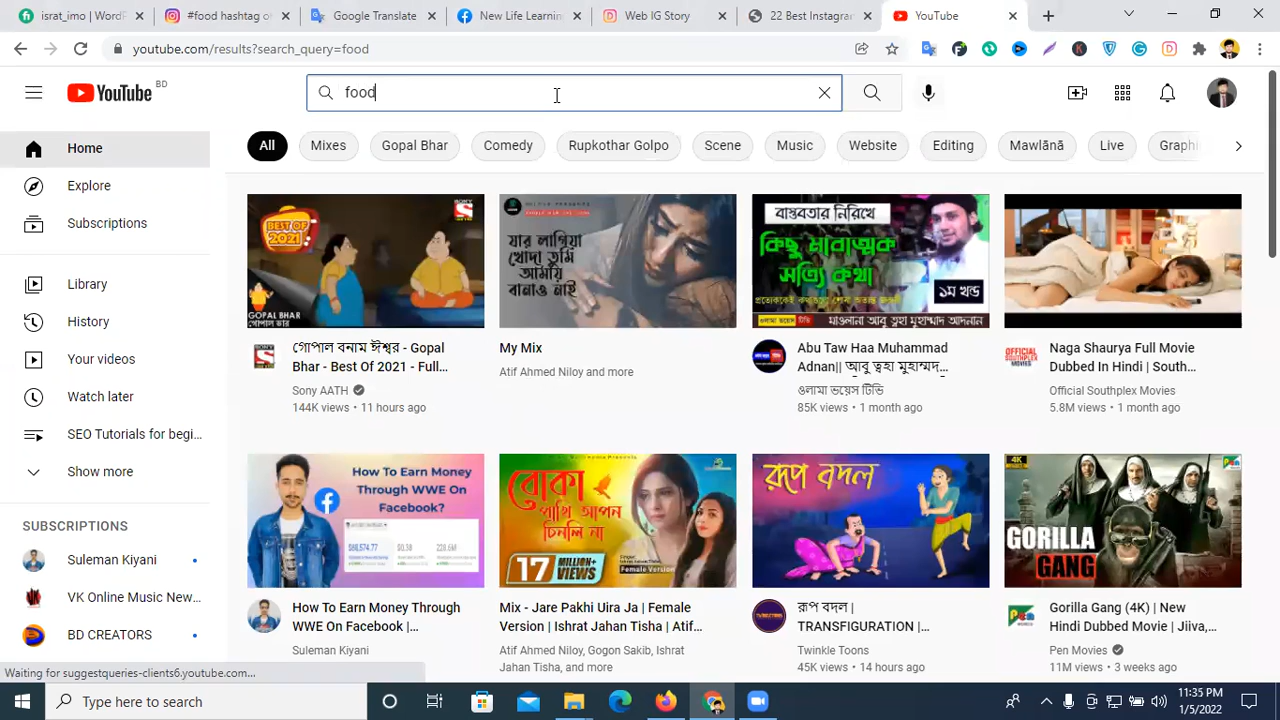 israt_imo | WordF
#food hashtag of
Google Translate
New Life Learnin
Web IG Story
22 Best Instagra
YouTube
youtube.com/results?search_query=food
YouTube BD
food
All
Mixes
Gopal Bhar
Comedy
Rupkothar Golpo
Scene
Music
Website
Editing
Mawlānā
Live
Graphi
Home
Explore
Subscriptions
Library
History
Your videos
Watch later
SEO Tutorials for begi...
Show more
SUBSCRIPTIONS
Suleman Kiyani
VK Online Music New...
BD CREATORS
BEST OF 2021
GOPAL BHAR
গোপাল ভাঁর
গোপাল বনাম ঈশ্বর - Gopal
Bhar - Best Of 2021 - Full...
Sony AATH
144K views • 11 hours ago
যার লাগিয়া
খোদা তুমি
আমায়
বানাও নাই
My Mix
Atif Ahmed Niloy and more
বাস্তবতার নিরিখে
কিছু মারাত্মক
সত্যি কথা
১ম খন্ড
ওলামা ভয়েস টিভি
মাওলানা আবু ত্বহা মুহাম্মাদ আদনান
Abu Taw Haa Muhammad
Adnan|| আবু ত্বহা মুহাম্মদ...
ওলামা ভয়েস টিভি
85K views • 1 month ago
OFFICIAL
SOUTHPLEX
MOVIES
Naga Shaurya Full Movie
Dubbed In Hindi | South...
Official Southplex Movies
5.8M views • 1 month ago
How To Earn Money
Through WWE On
Facebook?
How To Earn Money Through
WWE On Facebook |...
Suleman Kiyani
বোকা
পাখি আপন
চিনলি না
17 MILLION+
VIEWS
Female Version
Mix - Jare Pakhi Uira Ja | Female
Version | Ishrat Jahan Tisha | Atif...
Atif Ahmed Niloy, Gogon Sakib, Ishrat
Jahan Tisha, and more
রূপ বদল
রূপ বদল |
TRANSFIGURATION |...
Twinkle Toons
45K views • 14 hours ago
4K
GORILLA
GANG
Gorilla Gang (4K) | New
Hindi Dubbed Movie | Jiiva,...
Pen Movies
11M views • 3 weeks ago
Waiting for suggestqueries-clients6.youtube.com...
Type here to search
11:35 PM
1/5/2022